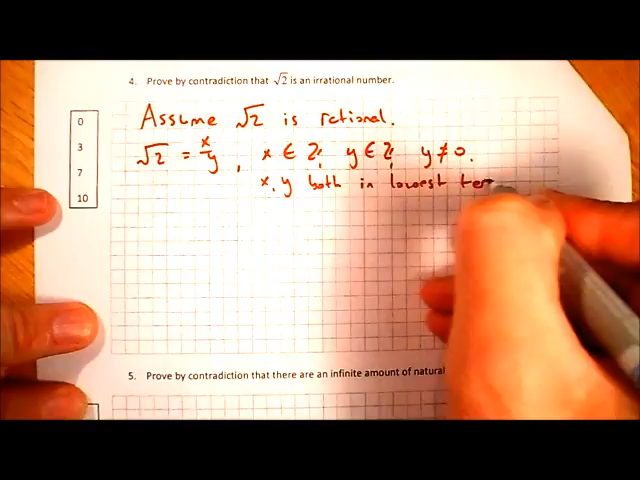 4. Prove by contradiction that √2 is an irrational number.
0
3
7
10
Assume √2 is rational.
√2 = x/y, x ∈ ℤ, y ∈ ℤ, y ≠ 0.
x, y both in lowest ter
5. Prove by contradiction that there are an infinite amount of natural